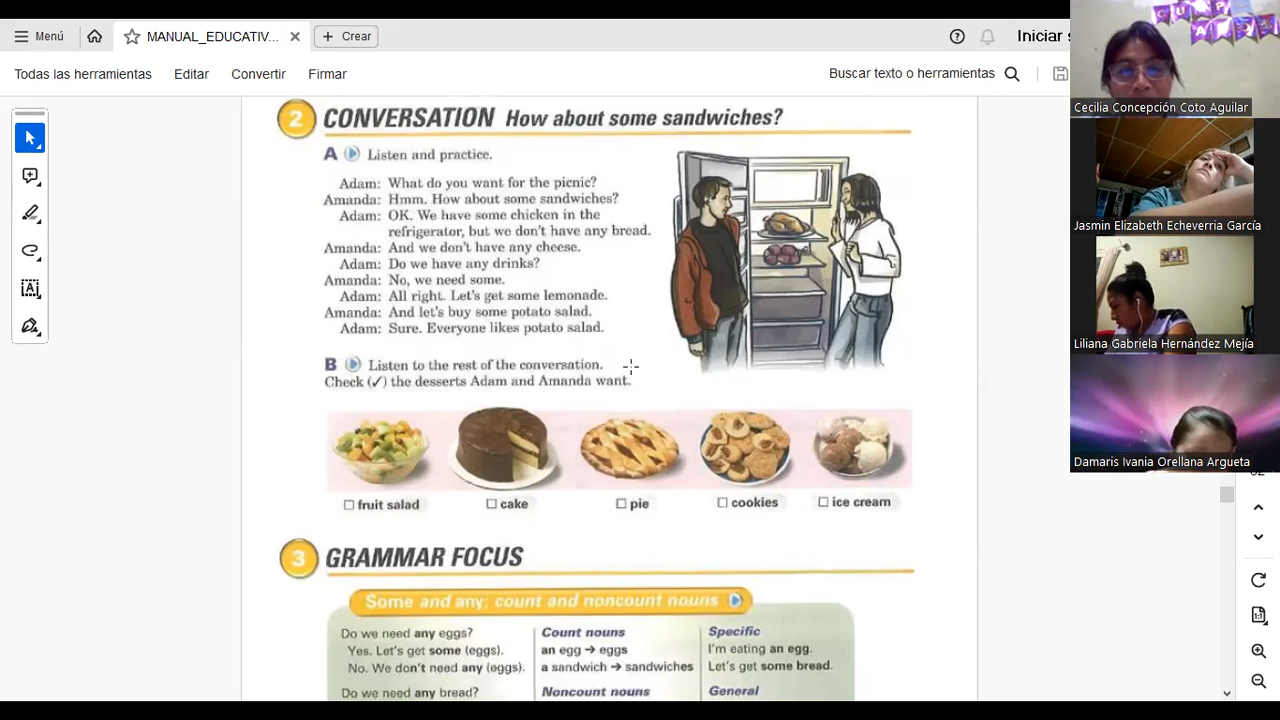 Menú
MANUAL_EDUCATIV...
Crear
Iniciar s
Todas las herramientas
Editar
Convertir
Firmar
Buscar texto o herramientas
2 CONVERSATION How about some sandwiches?
A Listen and practice.
Adam: What do you want for the picnic?
Amanda: Hmm. How about some sandwiches?
Adam: OK. We have some chicken in the
refrigerator, but we don't have any bread.
Amanda: And we don't have any cheese.
Adam: Do we have any drinks?
Amanda: No, we need some.
Adam: All right. Let's get some lemonade.
Amanda: And let's buy some potato salad.
Adam: Sure. Everyone likes potato salad.
B Listen to the rest of the conversation.
Check (✓) the desserts Adam and Amanda want.
fruit salad
cake
pie
cookies
ice cream
3 GRAMMAR FOCUS
Some and any; count and noncount nouns
Do we need any eggs?
Yes. Let's get some (eggs).
No. We don't need any (eggs).
Do we need any bread?
Count nouns
an egg → eggs
a sandwich → sandwiches
Noncount nouns
Specific
I'm eating an egg.
Let's get some bread.
General
Cecilia Concepción Coto Aguilar
Jasmin Elizabeth Echeverria García
Liliana Gabriela Hernández Mejía
Damaris Ivania Orellana Argueta